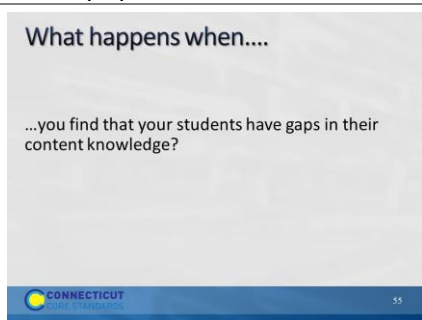 What happens when....
...you find that your students have gaps in their
content knowledge?
CONNECTICUT
CORE STANDARDS
55